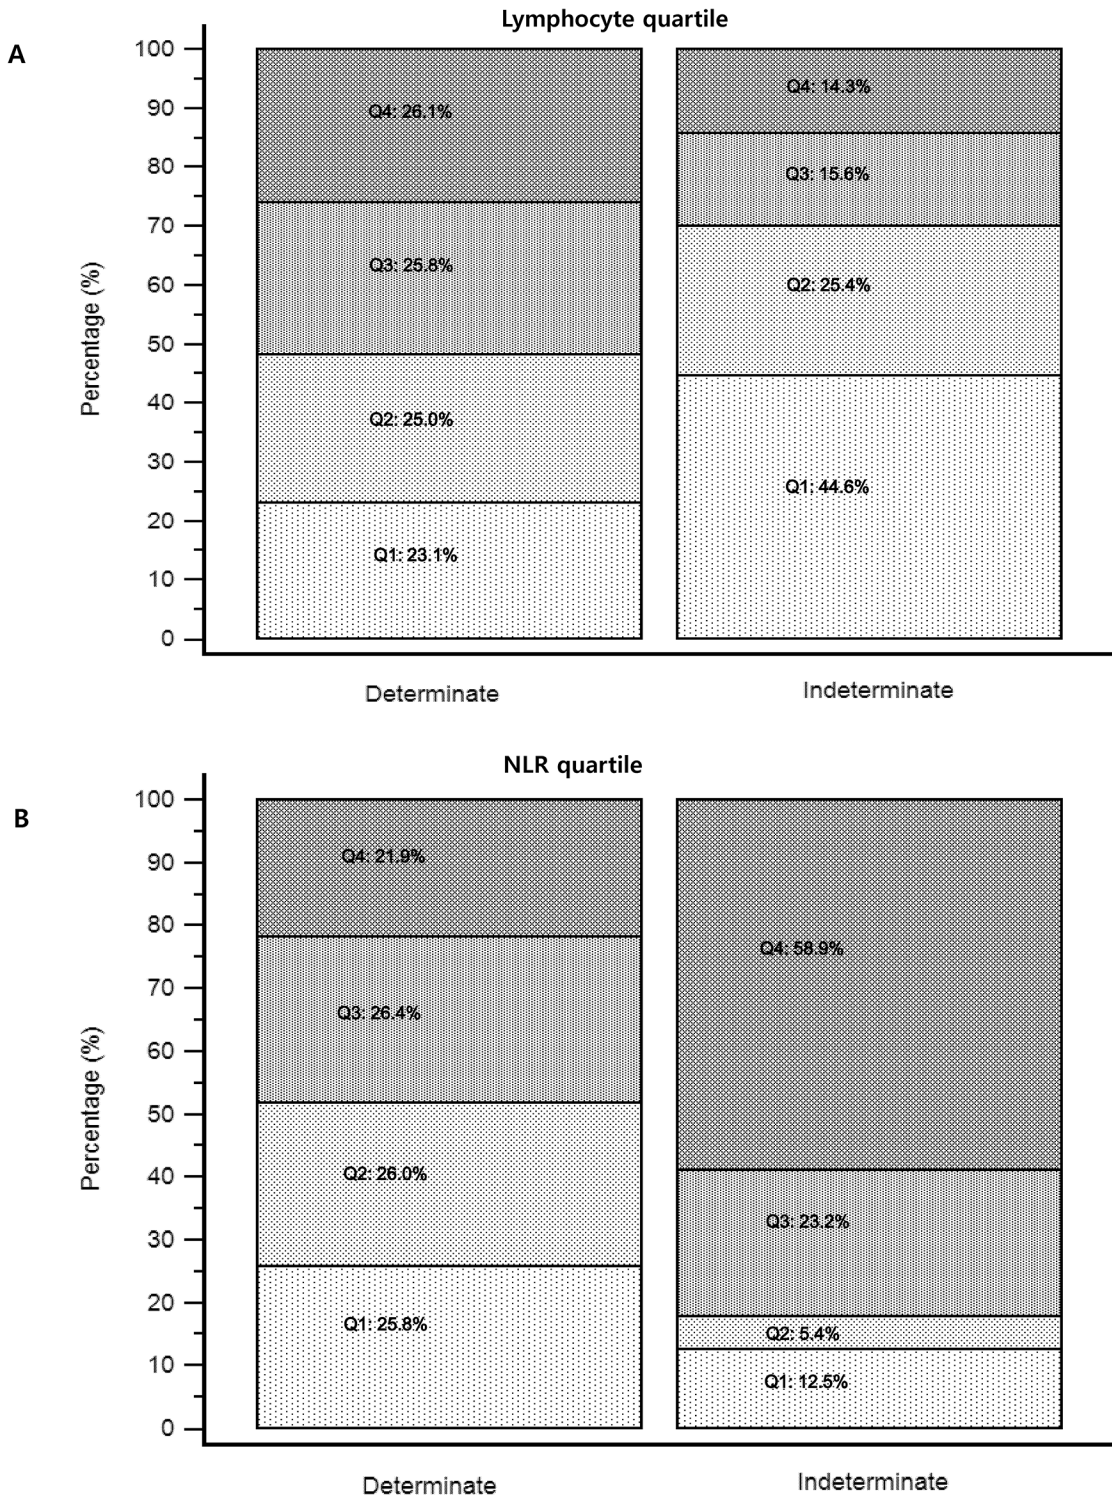 Lymphocyte quartile
A
Percentage (%)
100
90
80
70
60
50
40
30
20
10
0
Q4: 26.1%
Q3: 25.8%
Q2: 25.0%
Q1: 23.1%
Q4: 14.3%
Q3: 15.6%
Q2: 25.4%
Q1: 44.6%
Determinate
Indeterminate
NLR quartile
B
Percentage (%)
100
90
80
70
60
50
40
30
20
10
0
Q4: 21.9%
Q3: 26.4%
Q2: 26.0%
Q1: 25.8%
Q4: 58.9%
Q3: 23.2%
Q2: 5.4%
Q1: 12.5%
Determinate
Indeterminate